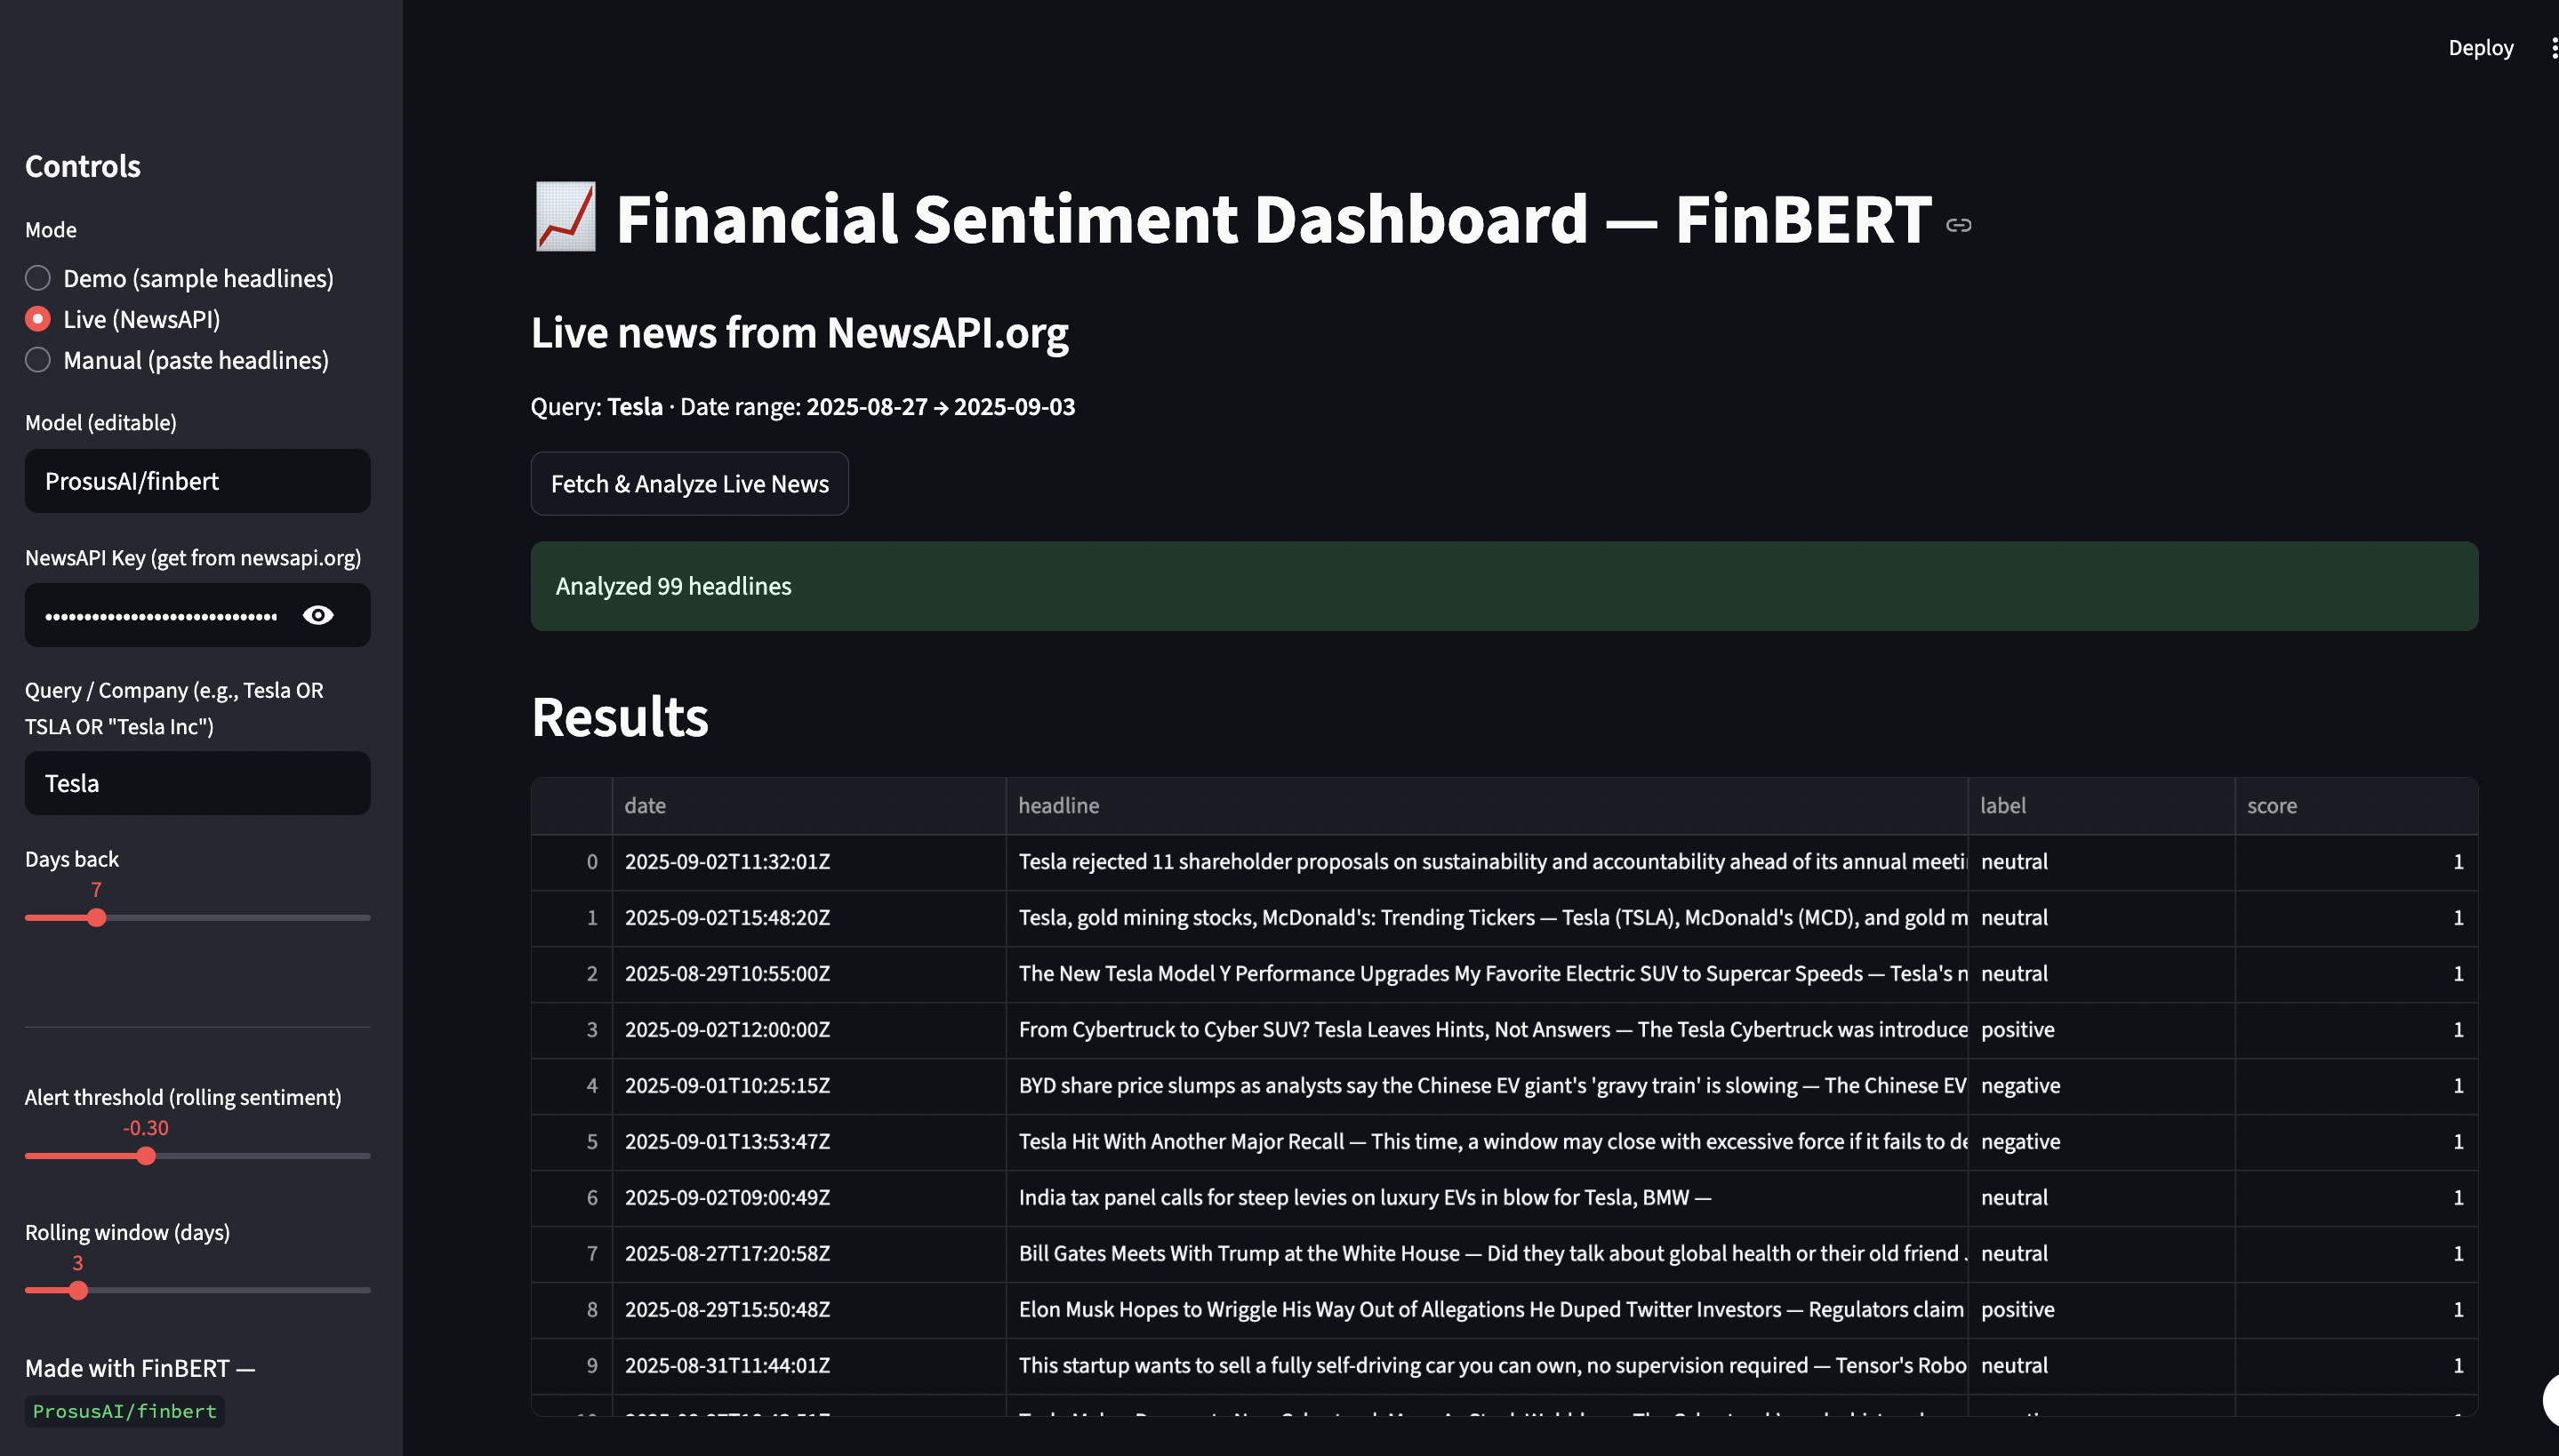 Deploy
Controls
Mode
Demo (sample headlines)
Live (NewsAPI)
Manual (paste headlines)
Model (editable)
ProsusAI/finbert
NewsAPI Key (get from newsapi.org)
Query / Company (e.g., Tesla OR
TSLA OR "Tesla Inc")
Tesla
Days back
7
Alert threshold (rolling sentiment)
-0.30
Rolling window (days)
3
Made with FinBERT —
ProsusAI/finbert
Financial Sentiment Dashboard — FinBERT
Live news from NewsAPI.org
Query: Tesla · Date range: 2025-08-27 → 2025-09-03
Fetch & Analyze Live News
Analyzed 99 headlines
Results
date headline label score
0 2025-09-02T11:32:01Z Tesla rejected 11 shareholder proposals on sustainability and accountability ahead of its annual meeti neutral 1
1 2025-09-02T15:48:20Z Tesla, gold mining stocks, McDonald's: Trending Tickers — Tesla (TSLA), McDonald's (MCD), and gold m neutral 1
2 2025-08-29T10:55:00Z The New Tesla Model Y Performance Upgrades My Favorite Electric SUV to Supercar Speeds — Tesla's n neutral 1
3 2025-09-02T12:00:00Z From Cybertruck to Cyber SUV? Tesla Leaves Hints, Not Answers — The Tesla Cybertruck was introduce positive 1
4 2025-09-01T10:25:15Z BYD share price slumps as analysts say the Chinese EV giant's 'gravy train' is slowing — The Chinese EV negative 1
5 2025-09-01T13:53:47Z Tesla Hit With Another Major Recall — This time, a window may close with excessive force if it fails to de negative 1
6 2025-09-02T09:00:49Z India tax panel calls for steep levies on luxury EVs in blow for Tesla, BMW — neutral 1
7 2025-08-27T17:20:58Z Bill Gates Meets With Trump at the White House — Did they talk about global health or their old friend neutral 1
8 2025-08-29T15:50:48Z Elon Musk Hopes to Wriggle His Way Out of Allegations He Duped Twitter Investors — Regulators claim positive 1
9 2025-08-31T11:44:01Z This startup wants to sell a fully self-driving car you can own, no supervision required — Tensor's Robo neutral 1